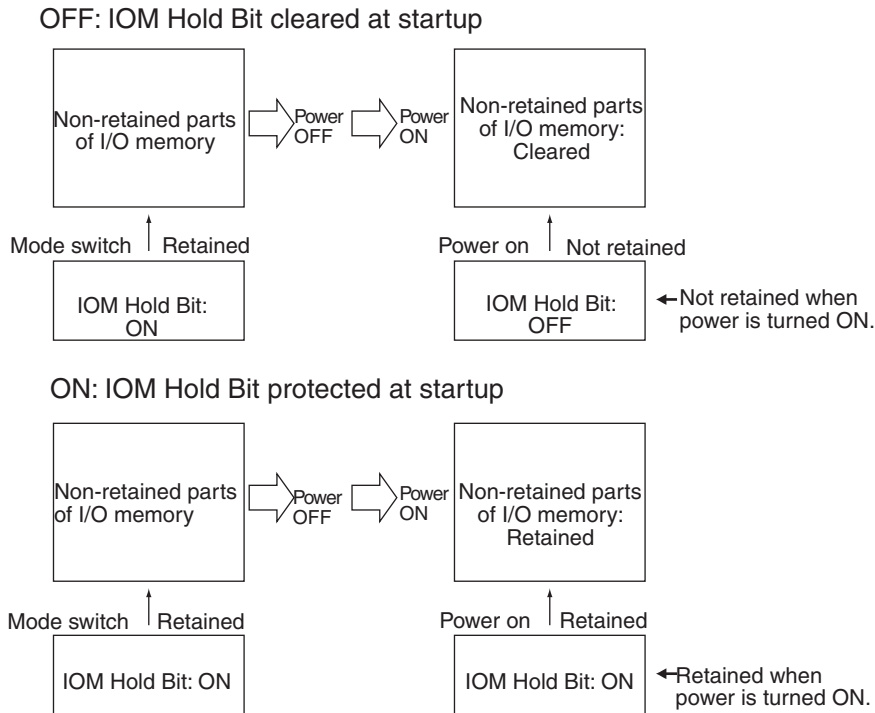 OFF: IOM Hold Bit cleared at startup
Non-retained parts
of I/O memory
Power
OFF
Power
ON
Non-retained parts
of I/O memory:
Cleared
Mode switch
Retained
Power on
Not retained
IOM Hold Bit:
ON
IOM Hold Bit:
OFF
Not retained when
power is turned ON.
ON: IOM Hold Bit protected at startup
Non-retained parts
of I/O memory
Power
OFF
Power
ON
Non-retained parts
of I/O memory:
Retained
Mode switch
Retained
Power on
Retained
IOM Hold Bit: ON
IOM Hold Bit: ON
Retained when
power is turned ON.